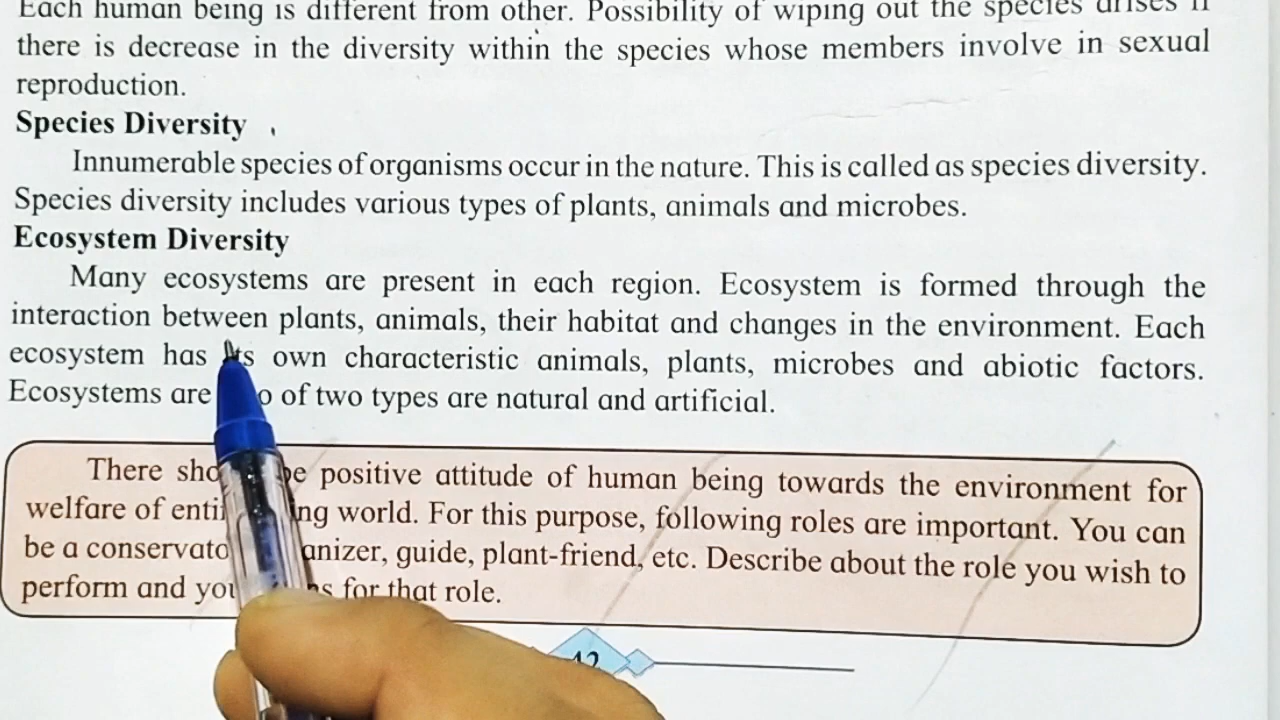 Each human being is different from other. Possibility of wiping out the species arises if
there is decrease in the diversity within the species whose members involve in sexual
reproduction.
Species Diversity
Innumerable species of organisms occur in the nature. This is called as species diversity.
Species diversity includes various types of plants, animals and microbes.
Ecosystem Diversity
Many ecosystems are present in each region. Ecosystem is formed through the
interaction between plants, animals, their habitat and changes in the environment. Each
ecosystem has its own characteristic animals, plants, microbes and abiotic factors.
Ecosystems are of two types are natural and artificial.
There be positive attitude of human being towards the environment for
welfare of world. For this purpose, following roles are important. You can
be a guide, plant-friend, etc. Describe about the role you wish to
perform and for that role.